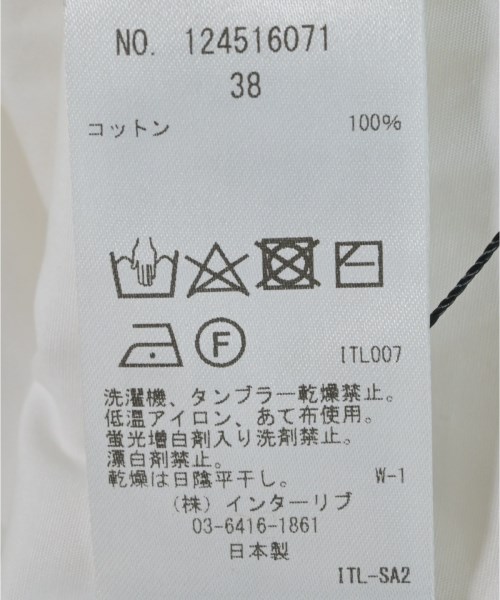 NO. 124516071
38
コットン 100%
F ITL007
洗濯機、タンブラー乾燥禁止。
低温アイロン、あて布使用。
蛍光増白剤入り洗剤禁止。
漂白剤禁止。
乾燥は日陰平干し。 W-1
(株) インターリブ
03-6416-1861
日本製
ITL-SA2